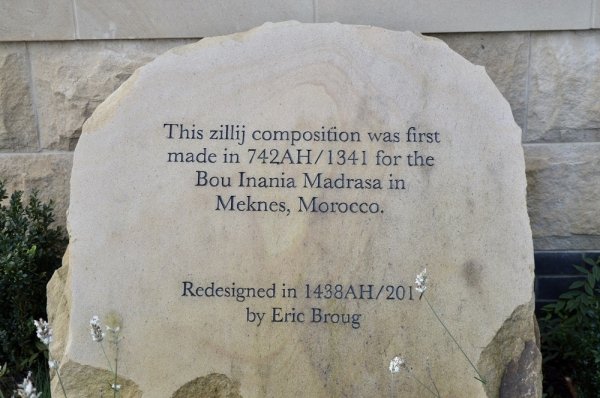 This zillij composition was first
made in 742AH/1341 for the
Bou Inania Madrasa in
Meknes, Morocco.
Redesigned in 1438AH/2017
by Eric Broug